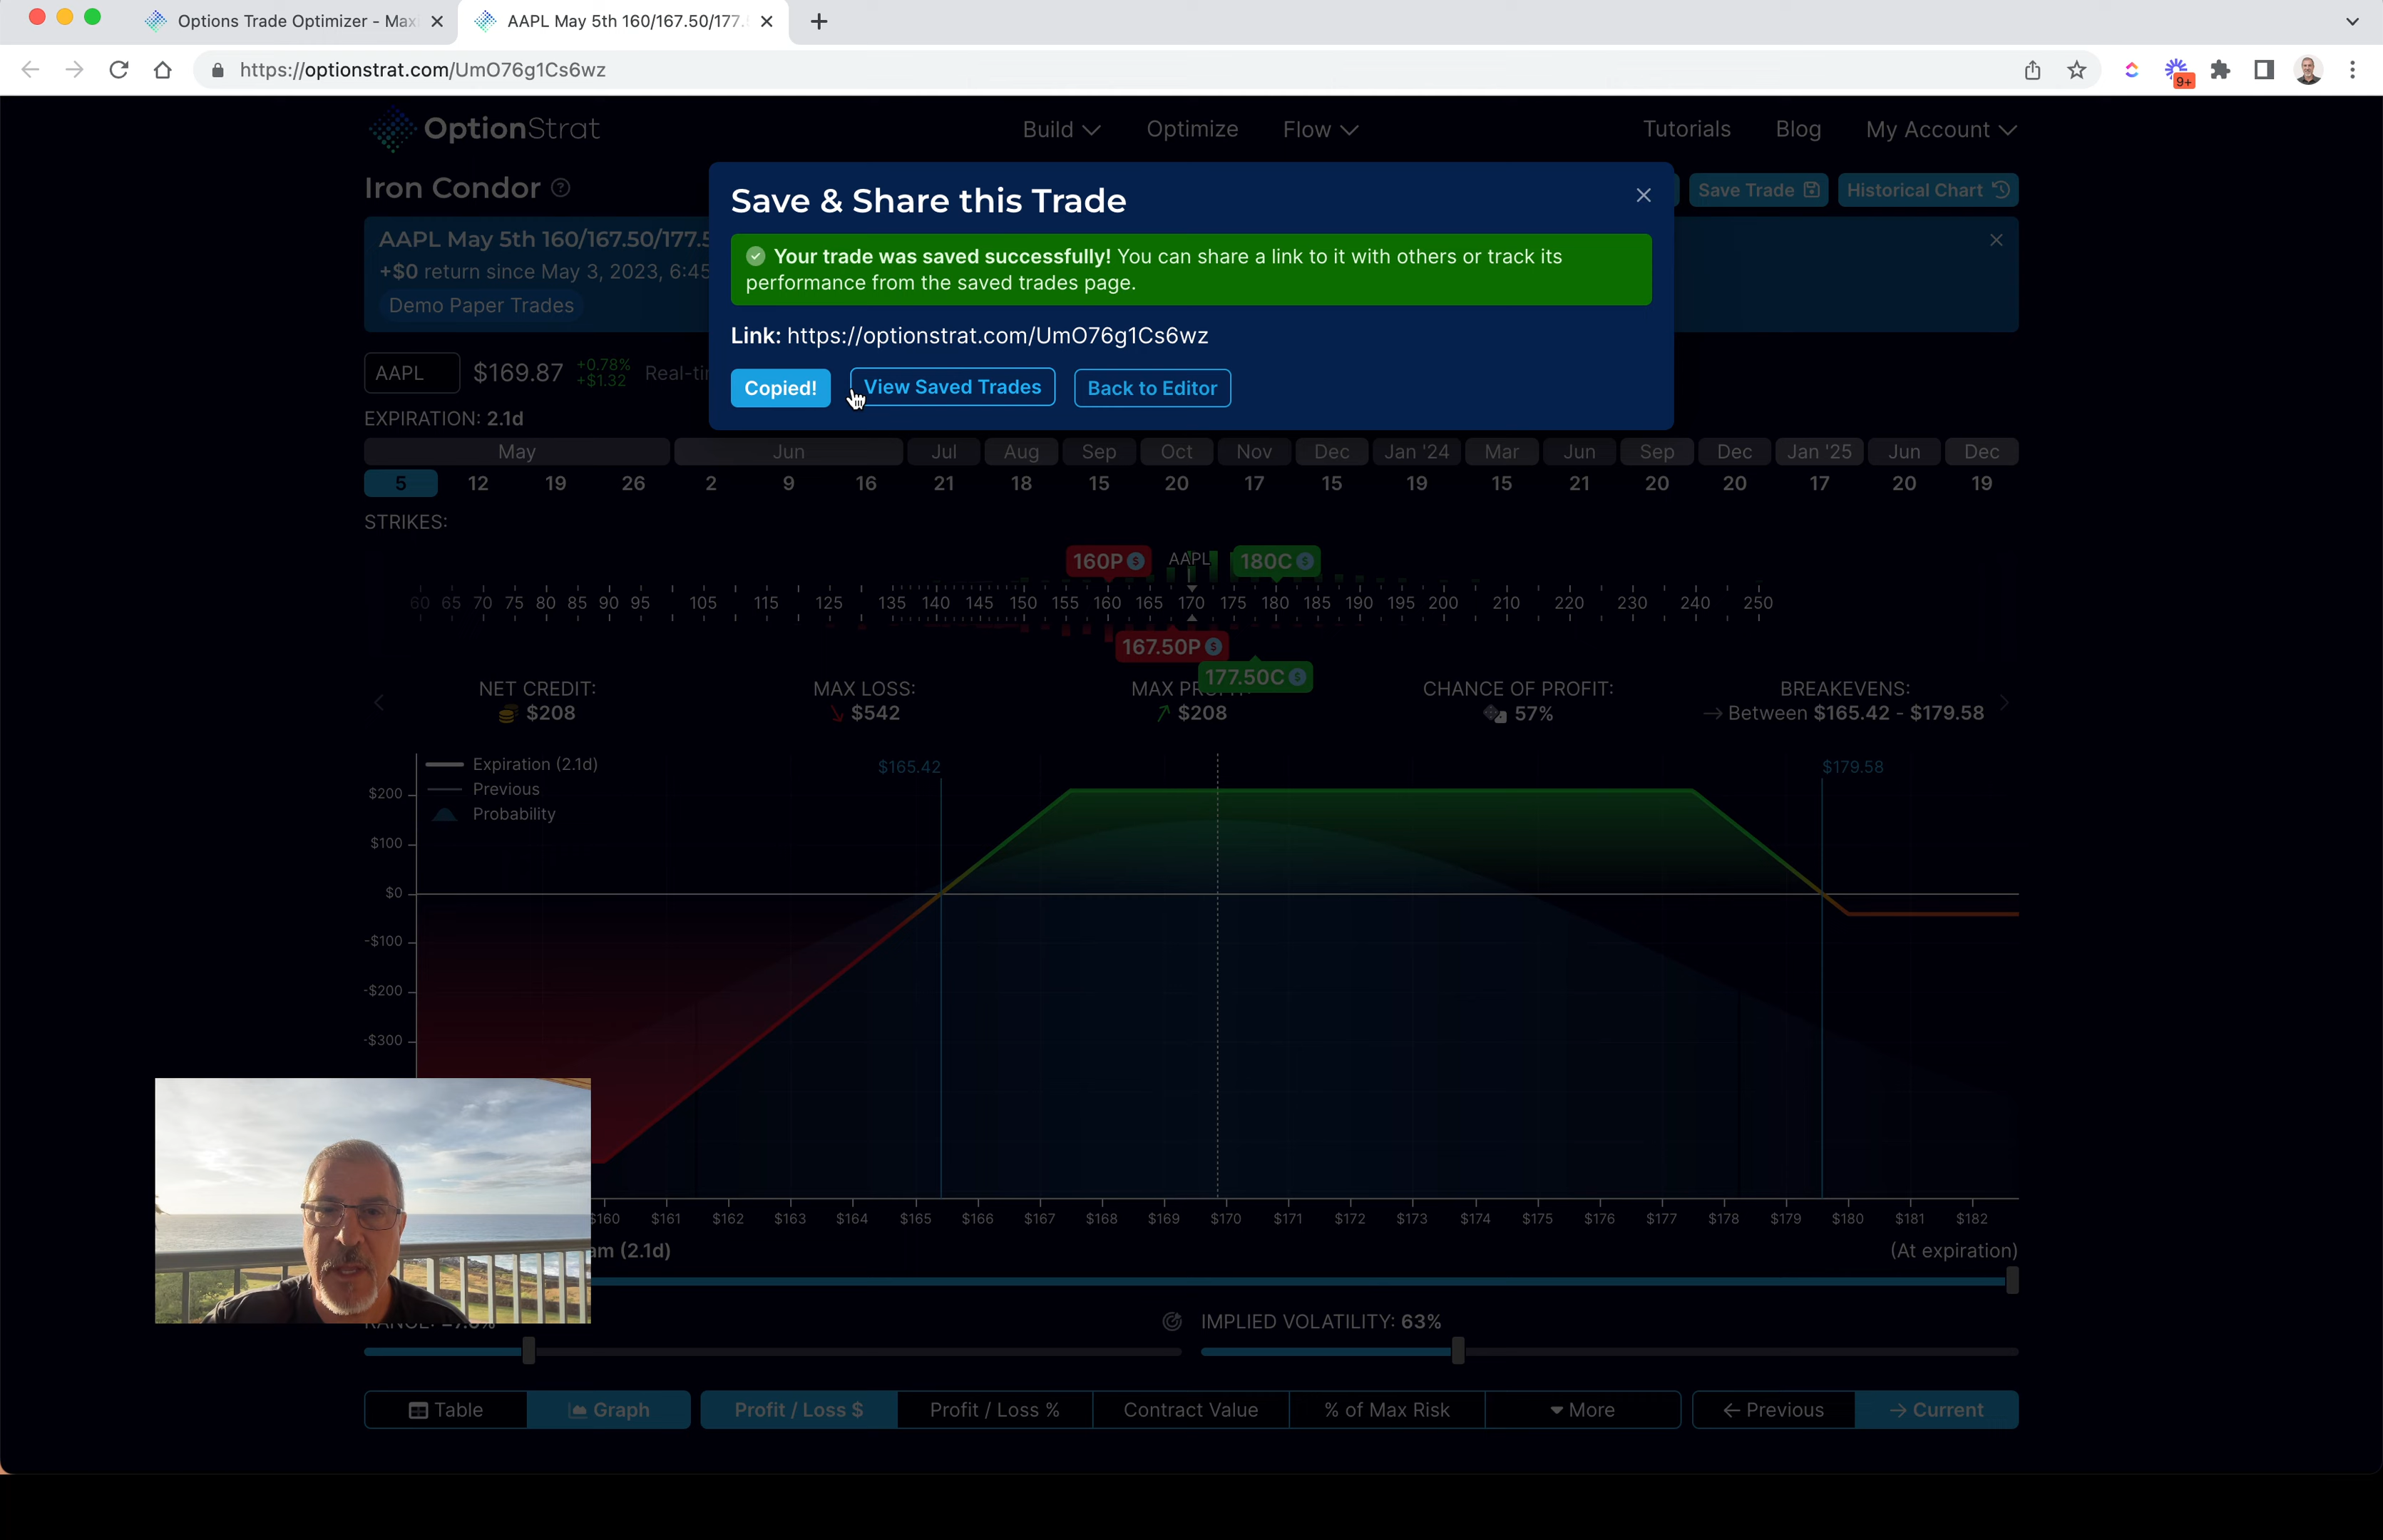 Options Trade Optimizer - Max
AAPL May 5th 160/167.50/177.
https://optionstrat.com/UmO76g1Cs6wz
9+
OptionStrat
Build
Optimize
Flow
Tutorials
Blog
My Account
Iron Condor
Save Trade
Historical Chart
AAPL May 5th 160/167.50/177.5
+$0 return since May 3, 2023, 6:45
Demo Paper Trades
Save & Share this Trade
Your trade was saved successfully! You can share a link to it with others or track its
performance from the saved trades page.
Link: https://optionstrat.com/UmO76g1Cs6wz
Copied!
View Saved Trades
Back to Editor
AAPL
$169.87
+0.78%
+$1.32
Real-tin
EXPIRATION: 2.1d
May Jun Jul Aug Sep Oct Nov Dec Jan '24 Mar Jun Sep Dec Jan '25 Jun Dec
5 12 19 26 2 9 16 21 18 15 20 17 15 19 15 21 20 20 17 20 19
STRIKES:
160P
AAPL
180C
60 65 70 75 80 85 90 95 105 115 125 135 140 145 150 155 160 165 170 175 180 185 190 195 200 210 220 230 240 250
167.50P
177.50C
NET CREDIT:
$208
MAX LOSS:
$542
MAX PROFIT:
$208
CHANCE OF PROFIT:
57%
BREAKEVENS:
Between $165.42 - $179.58
Expiration (2.1d)
Previous
Probability
$165.42
$179.58
$200
$100
$0
-$100
-$200
-$300
$160 $161 $162 $163 $164 $165 $166 $167 $168 $169 $170 $171 $172 $173 $174 $175 $176 $177 $178 $179 $180 $181 $182
am (2.1d)
(At expiration)
IMPLIED VOLATILITY: 63%
Table
Graph
Profit / Loss $
Profit / Loss %
Contract Value
% of Max Risk
More
Previous
Current